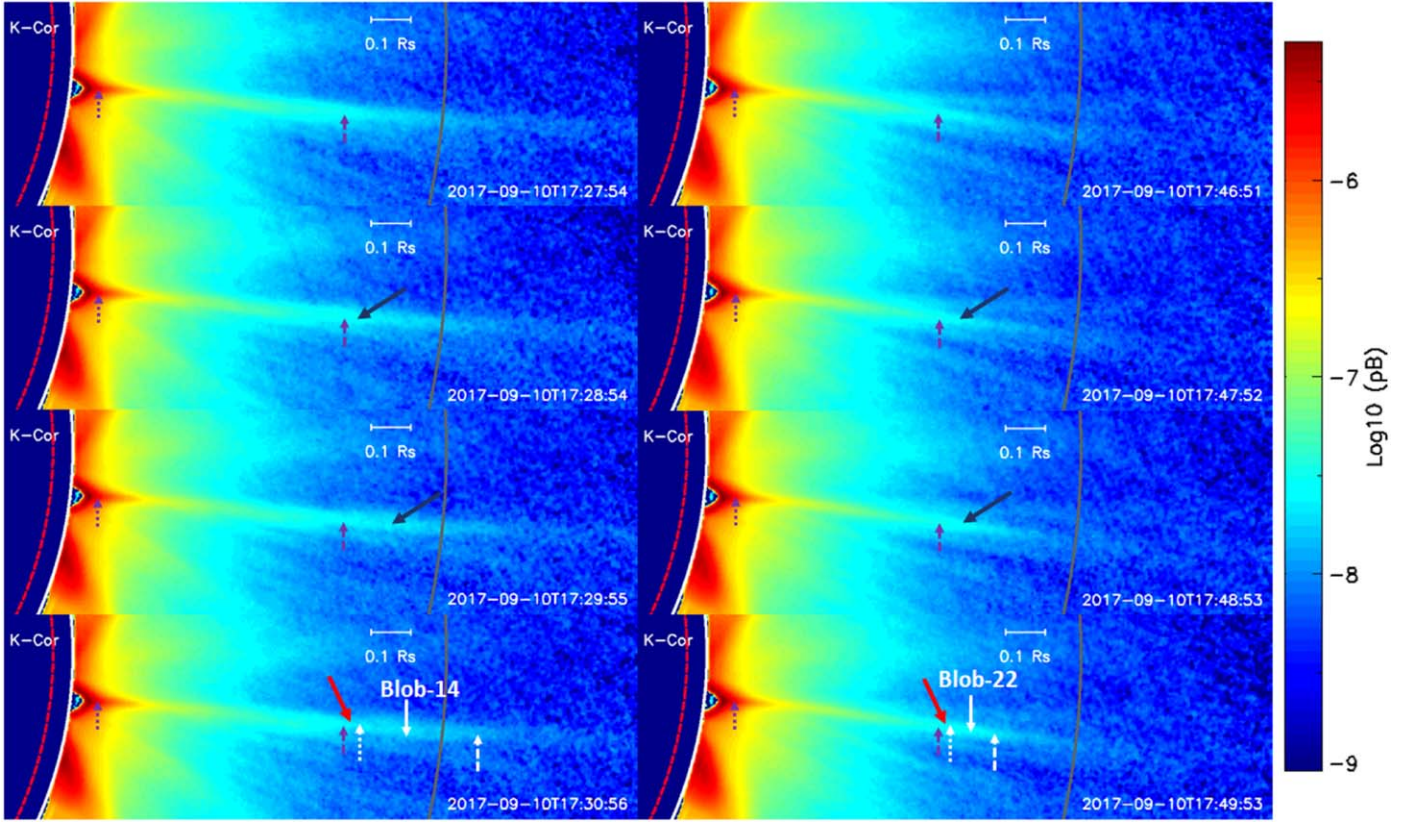 K-Cor
0.1 Rs
2017-09-10T17:27:54
K-Cor
0.1 Rs
2017-09-10T17:46:51
K-Cor
0.1 Rs
2017-09-10T17:28:54
K-Cor
0.1 Rs
2017-09-10T17:47:52
K-Cor
0.1 Rs
2017-09-10T17:29:55
K-Cor
0.1 Rs
2017-09-10T17:48:53
K-Cor
0.1 Rs
Blob-14
2017-09-10T17:30:56
K-Cor
0.1 Rs
Blob-22
2017-09-10T17:49:53
-6
-7
-8
-9
Log10 (pB)